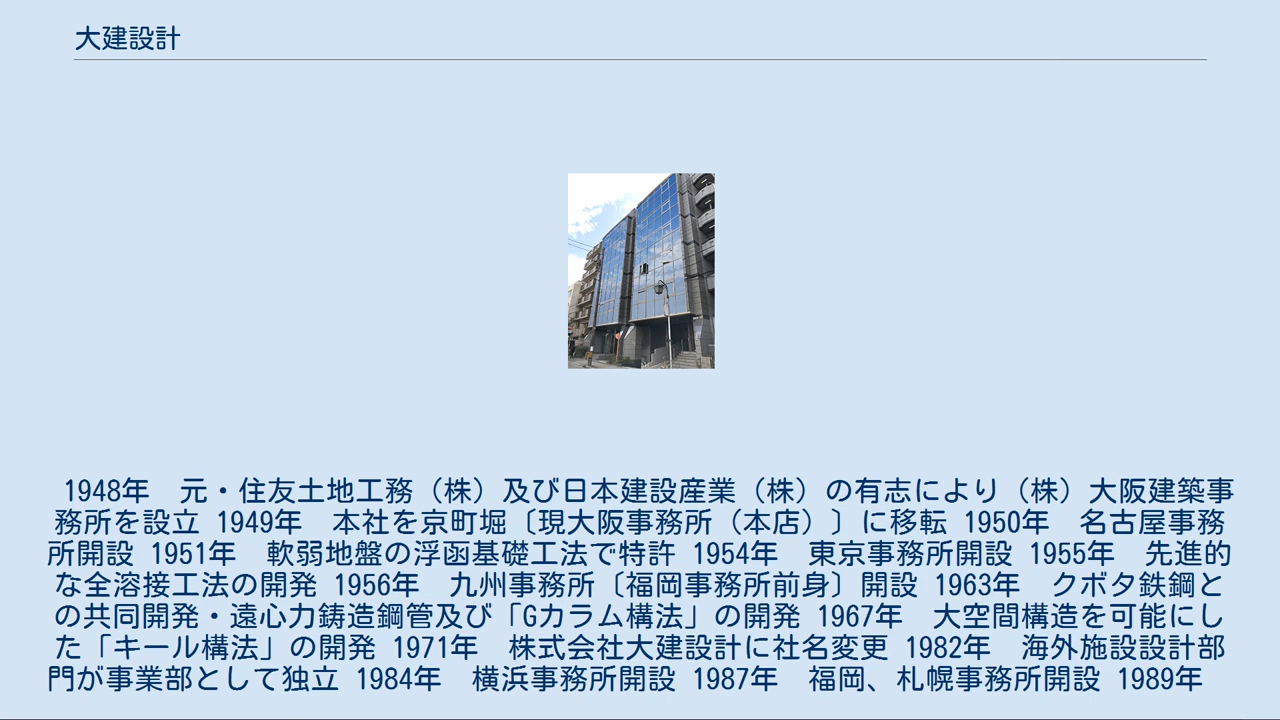 大建設計
1948年　元・住友土地工務（株）及び日本建設産業（株）の有志により（株）大阪建築事
務所を設立 1949年　本社を京町堀〔現大阪事務所（本店）〕に移転 1950年　名古屋事務
所開設 1951年　軟弱地盤の浮函基礎工法で特許 1954年　東京事務所開設 1955年　先進的
な全溶接工法の開発 1956年　九州事務所〔福岡事務所前身〕開設 1963年　クボタ鉄鋼と
の共同開発・遠心力鋳造鋼管及び「Gカラム構法」の開発 1967年　大空間構造を可能にし
た「キール構法」の開発 1971年　株式会社大建設計に社名変更 1982年　海外施設設計部
門が事業部として独立 1984年　横浜事務所開設 1987年　福岡、札幌事務所開設 1989年